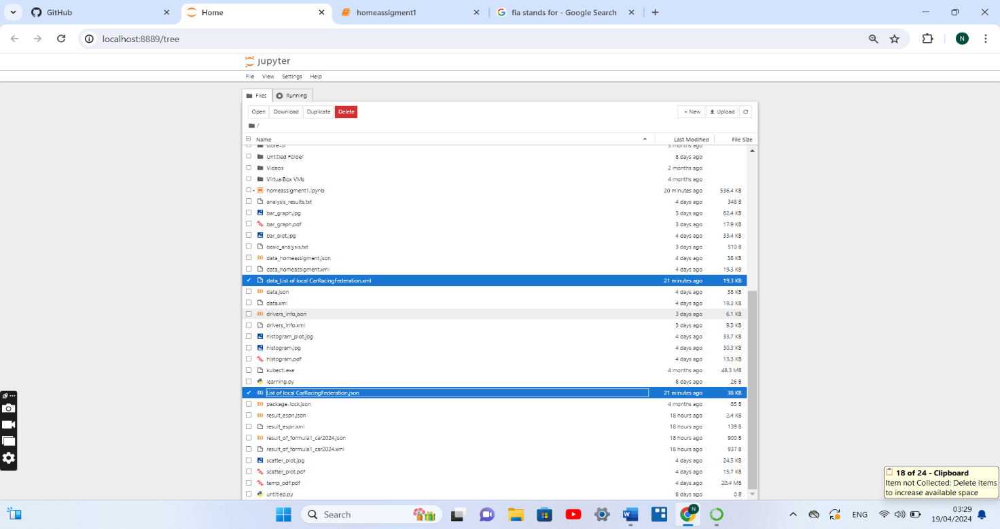 GitHub
Home
homeassigment1
fia stands for - Google Search
localhost:8889/tree
N
jupyter
File View Settings Help
Files Running
Open Download Duplicate Delete
New Upload
/
Name Last Modified File Size
store-ui 3 months ago
Untitled Folder 8 days ago
Videos 2 months ago
VirtualBox VMs 4 months ago
homeassigment1.ipynb 20 minutes ago 536.4 KB
analysis_results.txt 4 days ago 348 B
bar_graph.jpg 3 days ago 62.4 KB
bar_graph.pdf 3 days ago 17.9 KB
bar_plot.jpg 4 days ago 33.4 KB
basic_analysis.txt 3 days ago 510 B
data_homeassigment.json 4 days ago 38 KB
data_homeassigment.xml 4 days ago 19.3 KB
data_List of local CarRacingFederation.xml 21 minutes ago 19.3 KB
data.json 4 days ago 38 KB
data.xml 4 days ago 19.3 KB
drivers_info.json 3 days ago 6.1 KB
drivers_info.xml 3 days ago 9.3 KB
histogram_plot.jpg 4 days ago 33.7 KB
histogram.jpg 4 days ago 30.3 KB
histogram.pdf 4 days ago 13.3 KB
kubectl.exe 4 months ago 48.3 MB
learning.py 8 days ago 26 B
List of local CarRacingFederation.json 21 minutes ago 38 KB
package-lock.json 4 months ago 85 B
result_espn.json 18 hours ago 2.4 KB
result_espn.xml 18 hours ago 139 B
result_of_formula1_car2024.json 18 hours ago 900 B
result_of_formula1_car2024.xml 18 hours ago 937 B
scatter_plot.jpg 4 days ago 24.5 KB
scatter_plot.pdf 4 days ago 15.7 KB
temp_pdf.pdf 4 days ago 20.4 MB
untitled.py 8 days ago 0 B
18 of 24 - Clipboard
Item not Collected: Delete items
to increase available space
Search
N
ENG
03:29
19/04/2024